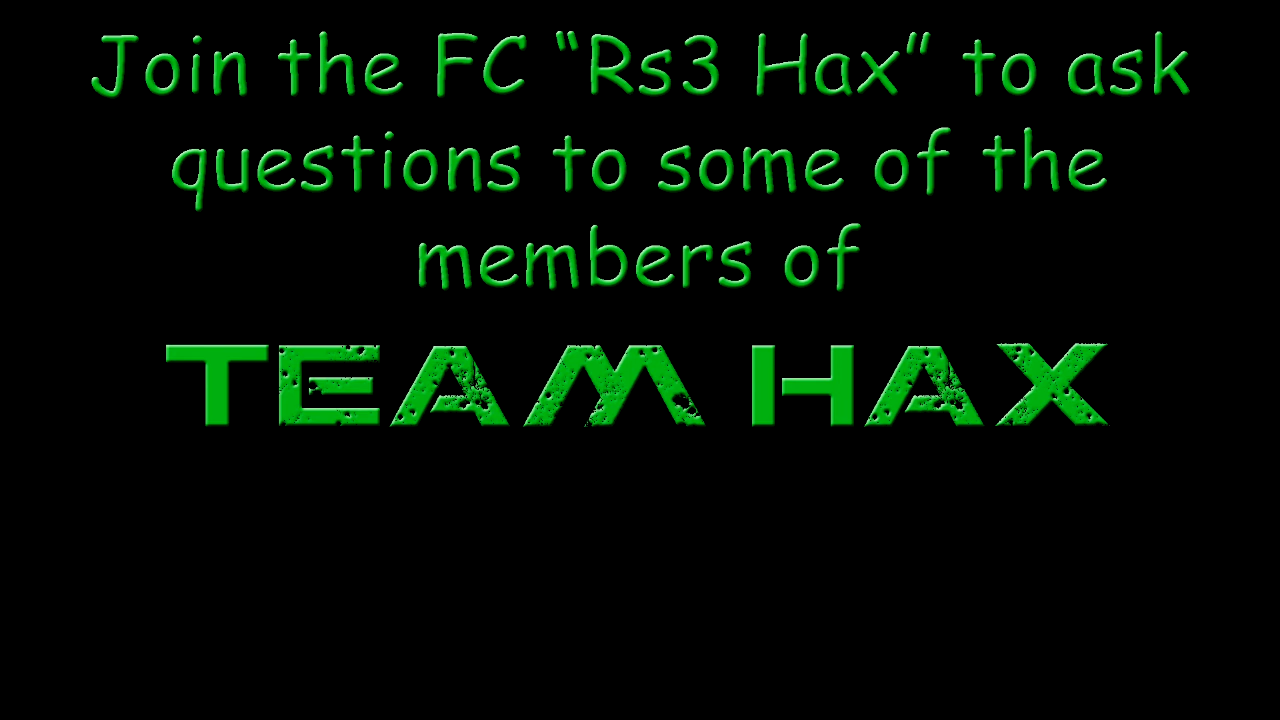 Join the FC “Rs3 Hax” to ask
questions to some of the
members of
TEAM HAX